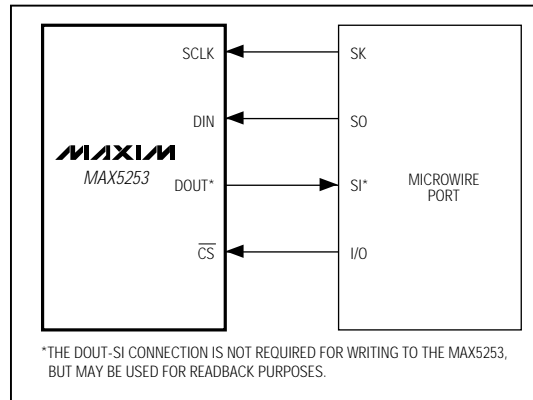 SCLK SK
DIN SO
MAXIM
MAX5253
DOUT* SI* MICROWIRE
PORT
CS I/O
*THE DOUT-SI CONNECTION IS NOT REQUIRED FOR WRITING TO THE MAX5253,
BUT MAY BE USED FOR READBACK PURPOSES.